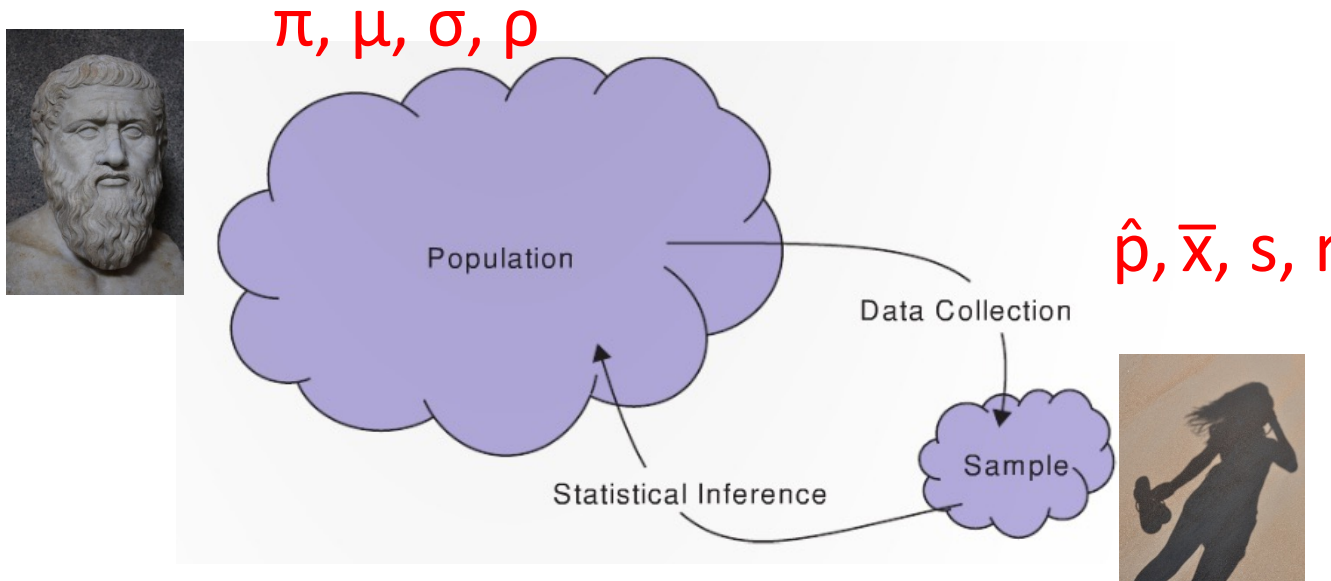 π, μ, σ, ρ
Population
p̂, x̅, s, r
Data Collection
Sample
Statistical Inference